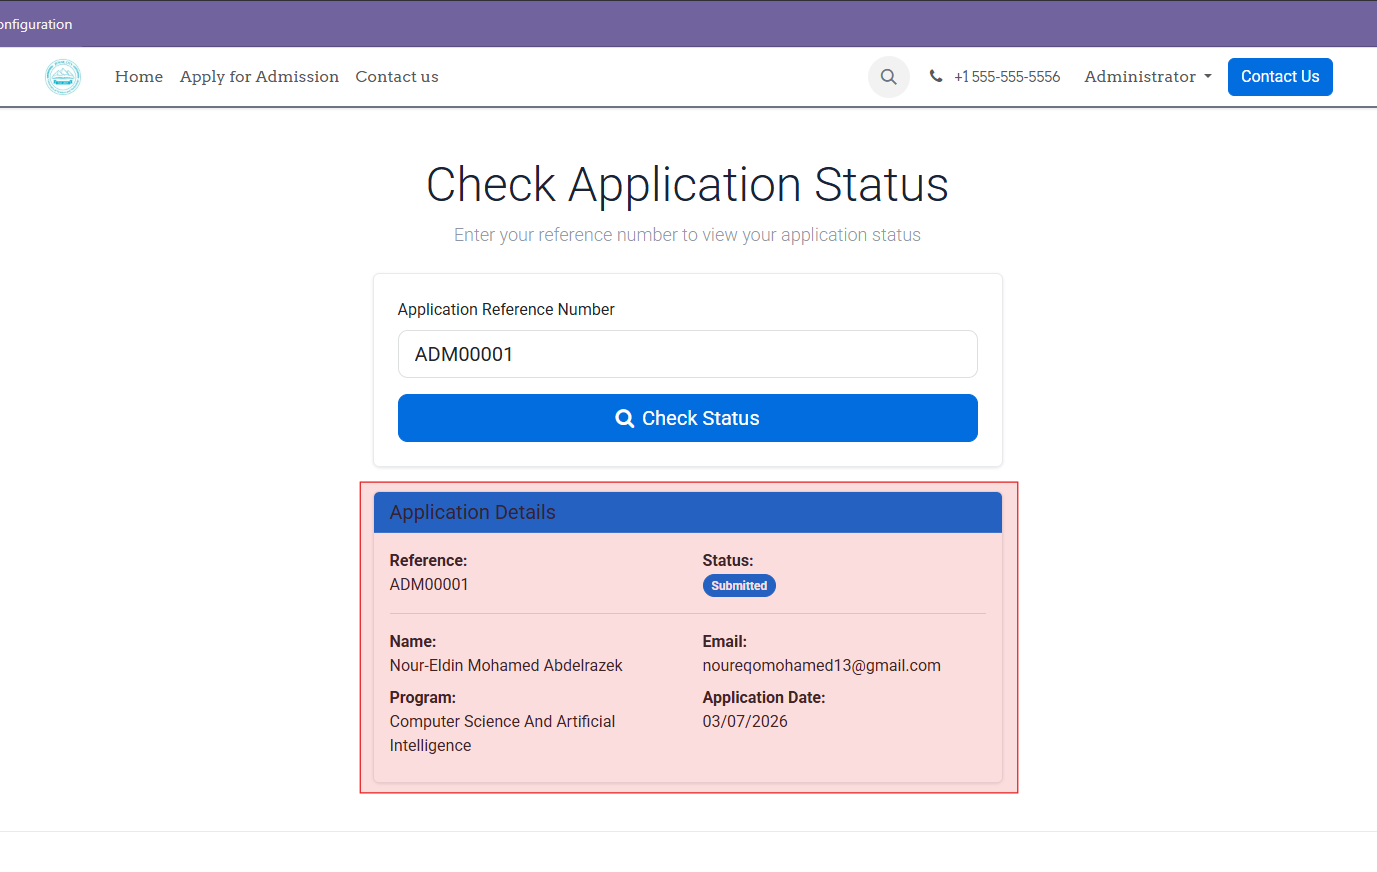 onfiguration
Home Apply for Admission Contact us
+1 555-555-5556 Administrator Contact Us
Check Application Status
Enter your reference number to view your application status
Application Reference Number
ADM00001
Check Status
Application Details
Reference: Status:
ADM00001 Submitted
Name: Email:
Nour-Eldin Mohamed Abdelrazek noureqomohamed13@gmail.com
Program: Application Date:
Computer Science And Artificial 03/07/2026
Intelligence